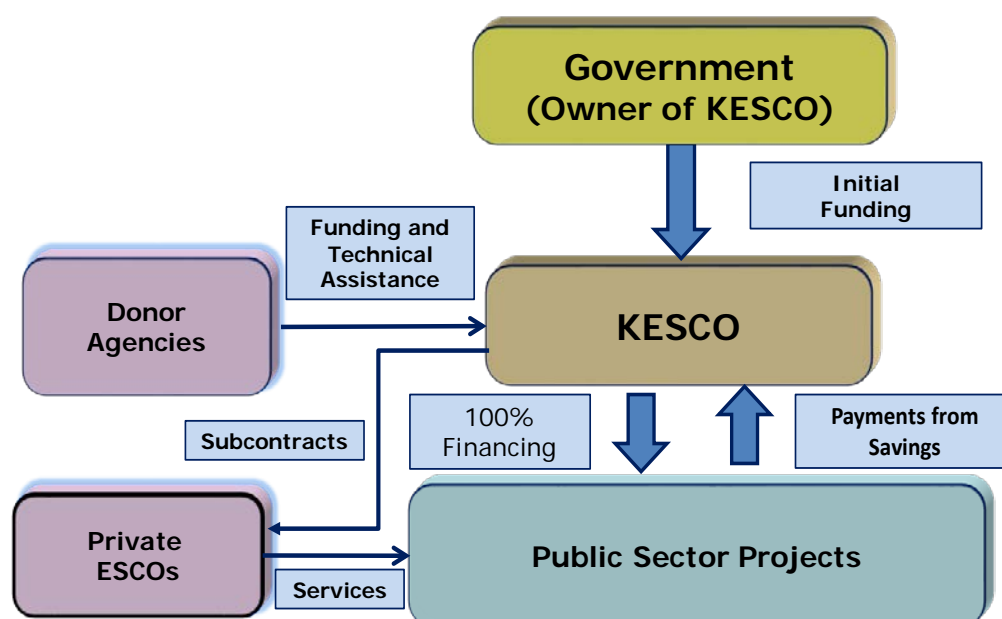 Government
(Owner of KESCO)
Initial
Funding
Funding and
Technical
Assistance
Donor
Agencies
KESCO
100%
Financing
Payments from
Savings
Subcontracts
Private
ESCOs
Services
Public Sector Projects